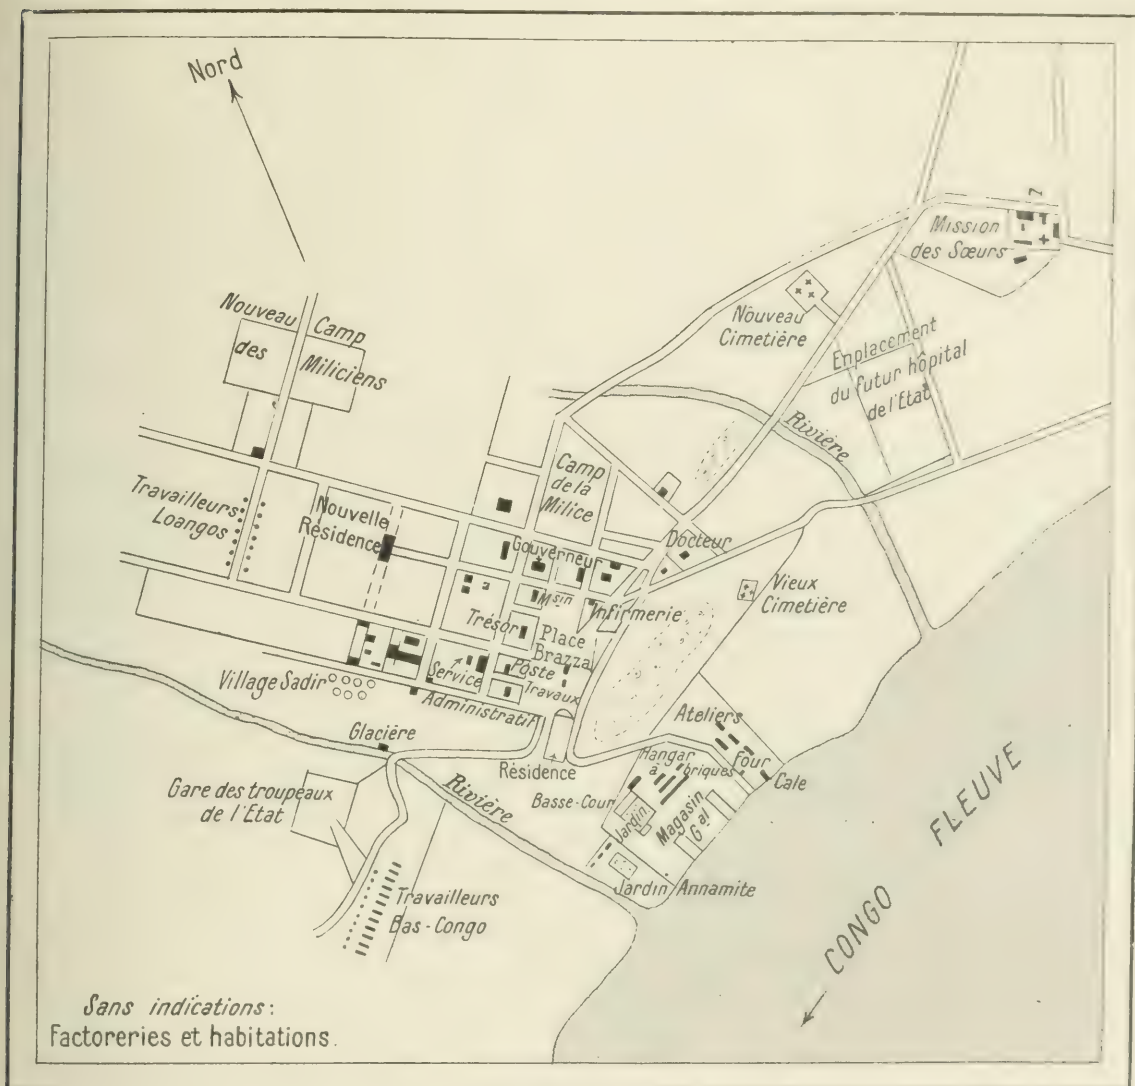 Nord
Mission
des Sœurs
Nouveau
Cimetière
Emplacement
du futur hôpital
de l'Etat
Nouveau Camp
des Miliciens
Rivière
Camp
de la
Milice
Travailleurs
Loangos
Nouvelle
Résidence
Gouverneur
Docteur
Vieux
Cimetière
Msin
Infirmerie
Trésor
Place
Brazza
Poste
Service
Travaux
Administratif
Village Sadir
Glacière
Résidence
Ateliers
Hangar
à briques
Four
Cale
Basse-Cour
Jardin
Magasin
Gal
Jardin Annamite
Gare des troupeaux
de l'Etat
Rivière
Travailleurs
Bas-Congo
FLEUVE
CONGO
Sans indications:
Factoreries et habitations.